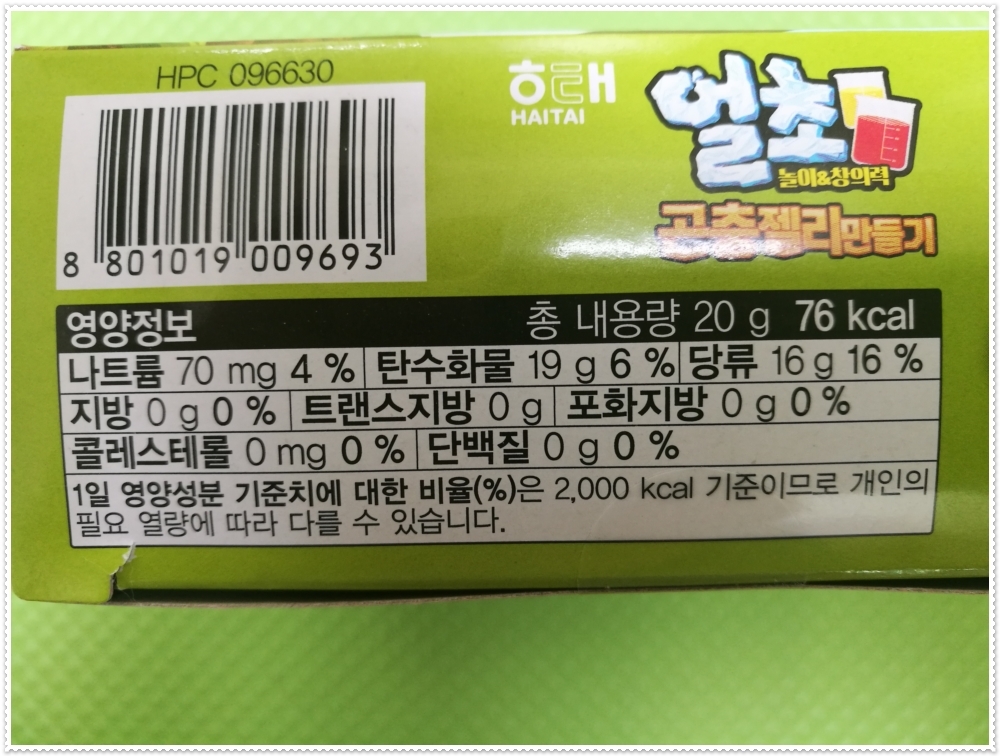 HPC 096630
해태
HAITAI
얼초
놀이&창의력
곤충젤리만들기
8 801019 009693
영양정보 총 내용량 20 g 76 kcal
나트륨 70 mg 4 % 탄수화물 19 g 6 % 당류 16 g 16 %
지방 0 g 0 % 트랜스지방 0 g 포화지방 0 g 0 %
콜레스테롤 0 mg 0 % 단백질 0 g 0 %
1일 영양성분 기준치에 대한 비율(%)은 2,000 kcal 기준이므로 개인의
필요 열량에 따라 다를 수 있습니다.